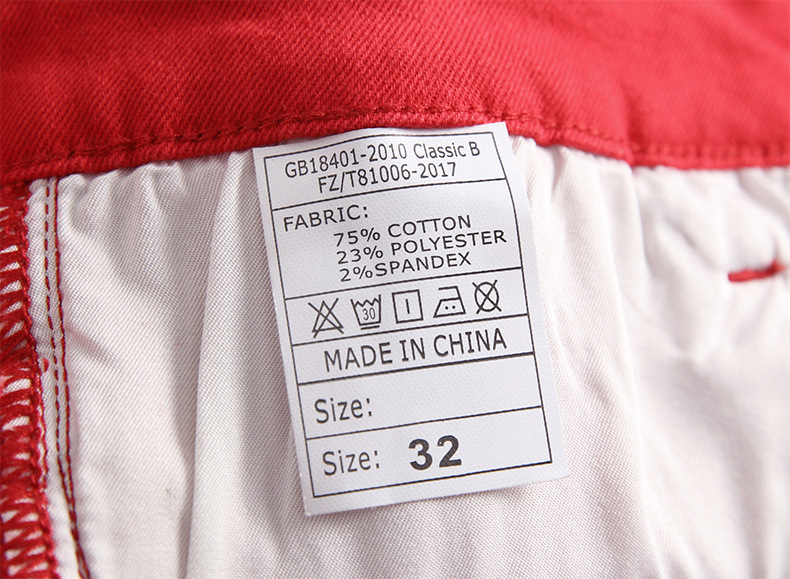 GB18401-2010 Classic B
FZ/T81006-2017
FABRIC:
75% COTTON
23% POLYESTER
2%SPANDEX
30
MADE IN CHINA
Size:
Size: 32